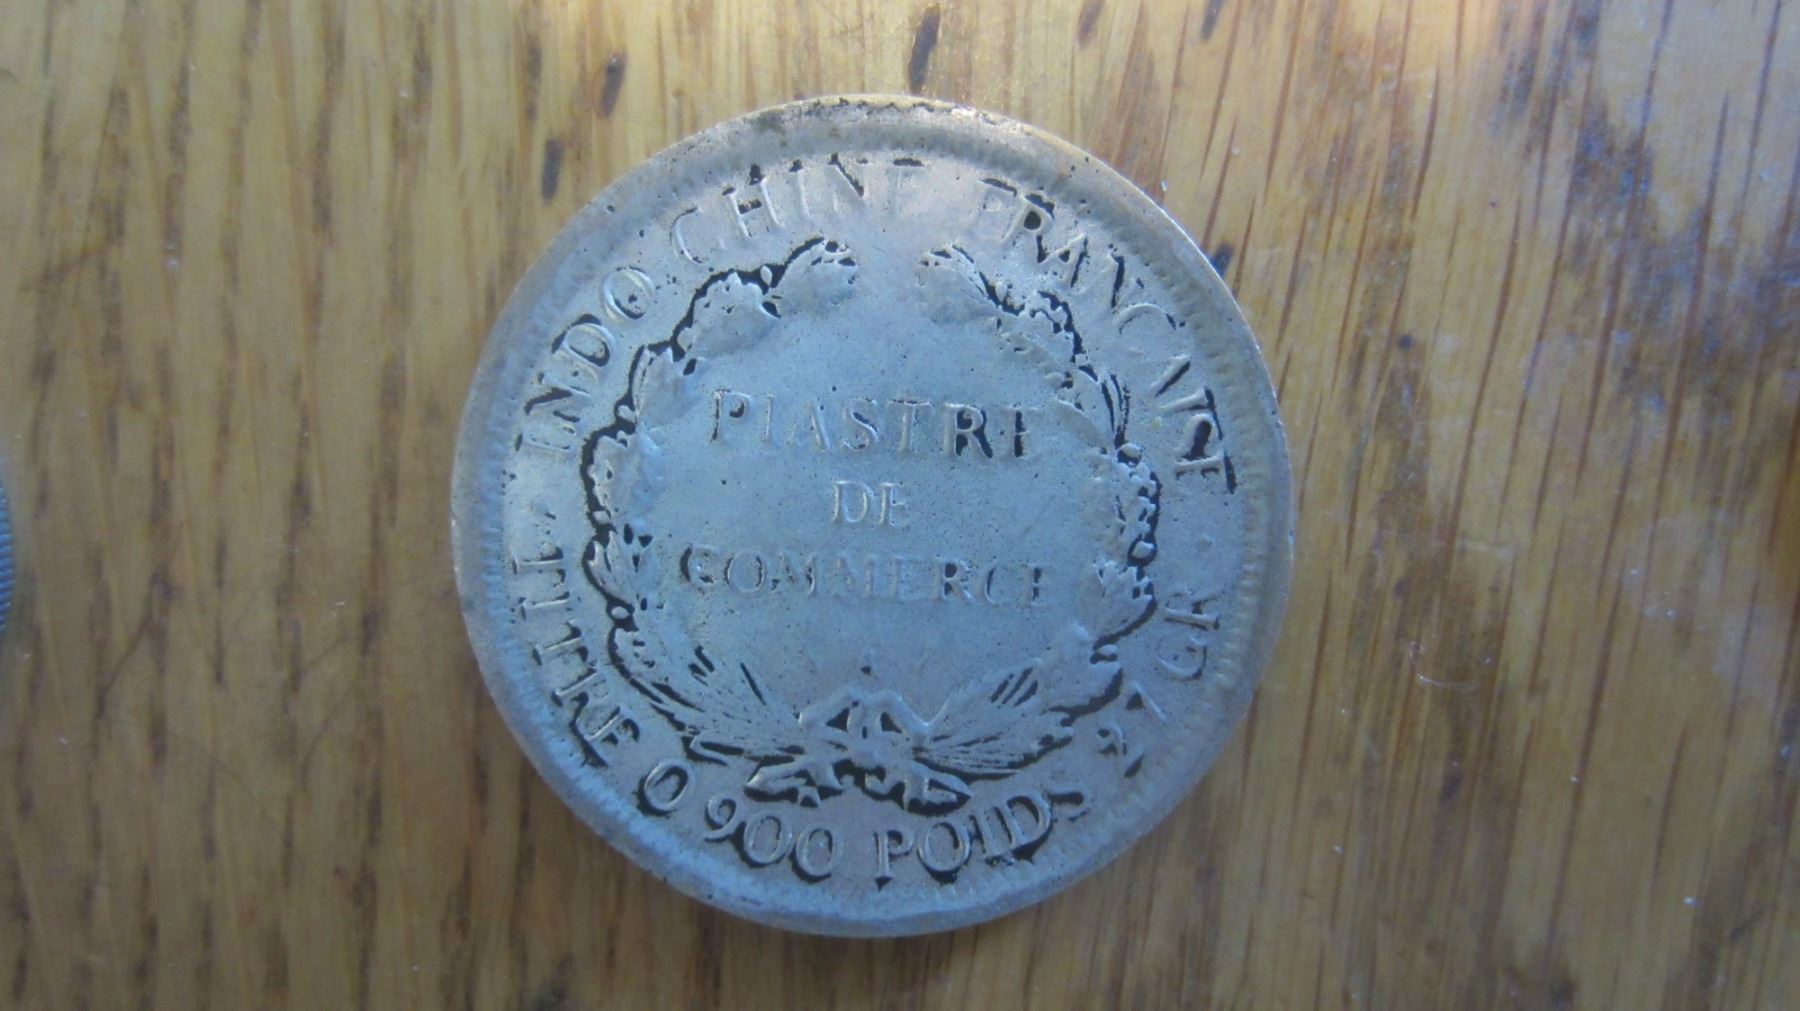 INDO CHINE FRANCAISE
PIASTRE
DE
COMMERCE
A
TITRE 0 900 POIDS 27 GR.